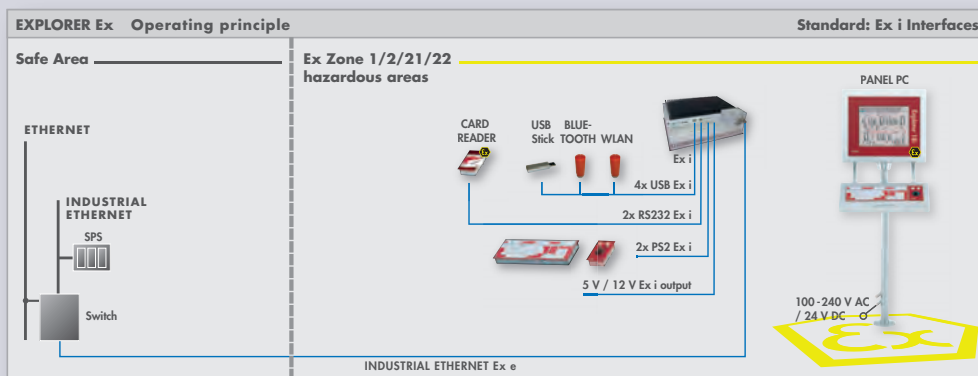 EXPLORER Ex Operating principle
Standard: Ex i Interfaces
Safe Area
Ex Zone 1/2/21/22
hazardous areas
PANEL PC
ETHERNET
INDUSTRIAL
ETHERNET
SPS
Switch
CARD
READER
USB
Stick
BLUE-
TOOTH
WLAN
Ex i
4x USB Ex i
2x RS232 Ex i
2x PS2 Ex i
5 V / 12 V Ex i output
100-240 V AC
/ 24 V DC
INDUSTRIAL ETHERNET Ex e
Ex